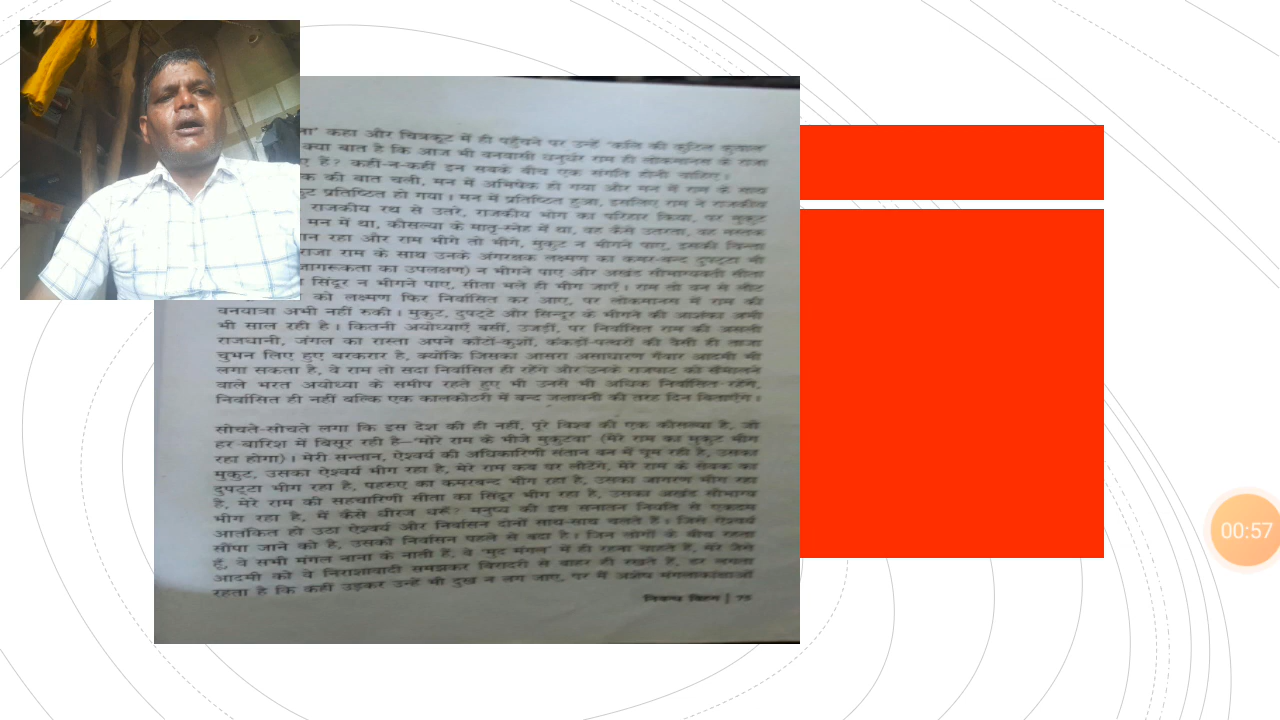 ना' कहा और चित्रकूट में ही पहुँचने पर उन्हें 'कलि की कुटिल कुचाल'
क्या बात है कि आज भी वनवासी धनुर्धर राम ही लोकमानस के राजा
ए हैं? कहीं-न-कहीं इन सबके बीच एक संगति होनी चाहिए।
क की बात चली, मन में अभिषेक हो गया और मन में राम के साथ
कुट प्रतिष्ठित हो गया। मन में प्रतिष्ठित हुआ, इसलिए राम ने राजकीय
राजकीय रथ से उतरे, राजकीय भोग का परिहार किया, पर मुकुट
मन में था, कौसल्या के मातृ-स्नेह में था, वह कैसे उतरता, वह मस्तक
रहा और राम भीगे तो भीगे, मुकुट न भीगने पाए, इसकी चिन्ता
राजा राम के साथ उनके अंगरक्षक लक्ष्मण का कमर-बन्द दुपट्टा भी
जागरूकता का उपलक्षण) न भीगने पाए और अखंड सौभाग्यवती सीता
सिंदूर न भीगने पाए, सीता भले ही भीग जाएँ। राम तो वन से लौट
को लक्ष्मण फिर निर्वासित कर आए, पर लोकमानस में राम की
वनयात्रा अभी नहीं रुकी। मुकुट, दुपट्टे और सिन्दूर के भीगने की आशंका अभी
भी साल रही है। कितनी अयोध्याएँ बसीं, उजड़ीं, पर निर्वासित राम की असली
राजधानी, जंगल का रास्ता अपने काँटों-कुशों, कंकड़ों-पत्थरों की वैसी ही ताजा
चुभन लिए हुए बरकरार है, क्योंकि जिसका आसरा असाधारण गँवार आदमी भी
लगा सकता है, वे राम तो सदा निर्वासित ही रहेंगे और उनके राजपाट को सँभालने
वाले भरत अयोध्या के समीप रहते हुए भी उनसे भी अधिक निर्वासित रहेंगे,
निर्वासित ही नहीं बल्कि एक कालकोठरी में बन्द जलावनी की तरह दिन बिताएँगे।
सोचते-सोचते लगा कि इस देश की ही नहीं, पूरे विश्व की एक कौसल्या है, जो
हर बारिश में बिसूर रही है–'मोरे राम के भीजे मुकुटवा' (मेरे राम का मुकुट भीग
रहा होगा)। मेरी सन्तान, ऐश्वर्य की अधिकारिणी संतान वन में घूम रही है, उसका
मुकुट, उसका ऐश्वर्य भीग रहा है, मेरे राम कब घर लौटेंगे, मेरे राम के सेवक का
दुपट्टा भीग रहा है, पहरुए का कमरबन्द भीग रहा है, उसका जागरण भीग रहा
है, मेरे राम की सहचारिणी सीता का सिंदूर भीग रहा है, उसका अखंड सौभाग्य
भीग रहा है, मैं कैसे धीरज धरूँ? मनुष्य की इस सनातन नियति से एकदम
आतंकित हो उठा ऐश्वर्य और निर्वासन दोनों साथ-साथ चलते हैं। जिसे ऐश्वर्य
सौंपा जाने को है, उसको निर्वासन पहले से बदा है। जिन लोगों के बीच रहता
हूँ, वे सभी मंगल नाना के नाती हैं, वे 'मुद मंगल' में ही रहना चाहते हैं, मेरे जैसे
आदमी को वे निराशावादी समझकर बिरादरी से बाहर ही रखते हैं, डर लगता
रहता है कि कहीं उड़कर उन्हें भी दुख न लग जाए, पर मैं अशेष मंगलाकांक्षाओं
| 75
00:57